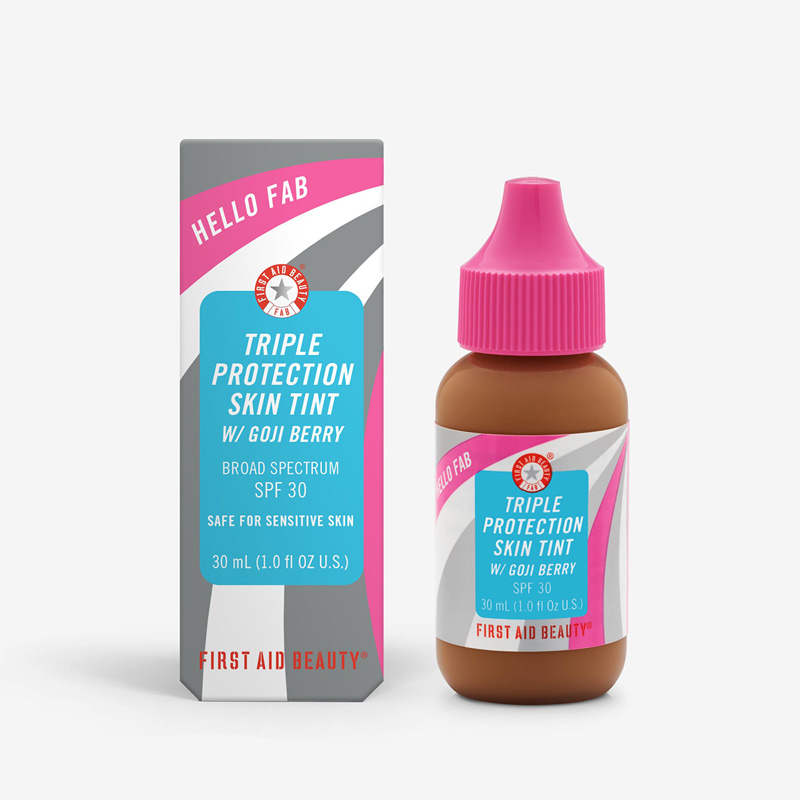 HELLO FAB
FIRST AID BEAUTY®
FAB
TRIPLE
PROTECTION
SKIN TINT
W/ GOJI BERRY
BROAD SPECTRUM
SPF 30
SAFE FOR SENSITIVE SKIN
30 mL (1.0 fl OZ U.S.)
FIRST AID BEAUTY®
HELLO FAB
FIRST AID BEAUTY®
FAB
TRIPLE
PROTECTION
SKIN TINT
W/ GOJI BERRY
SPF 30
30 mL (1.0 fl Oz U.S.)
FIRST AID BEAUTY®